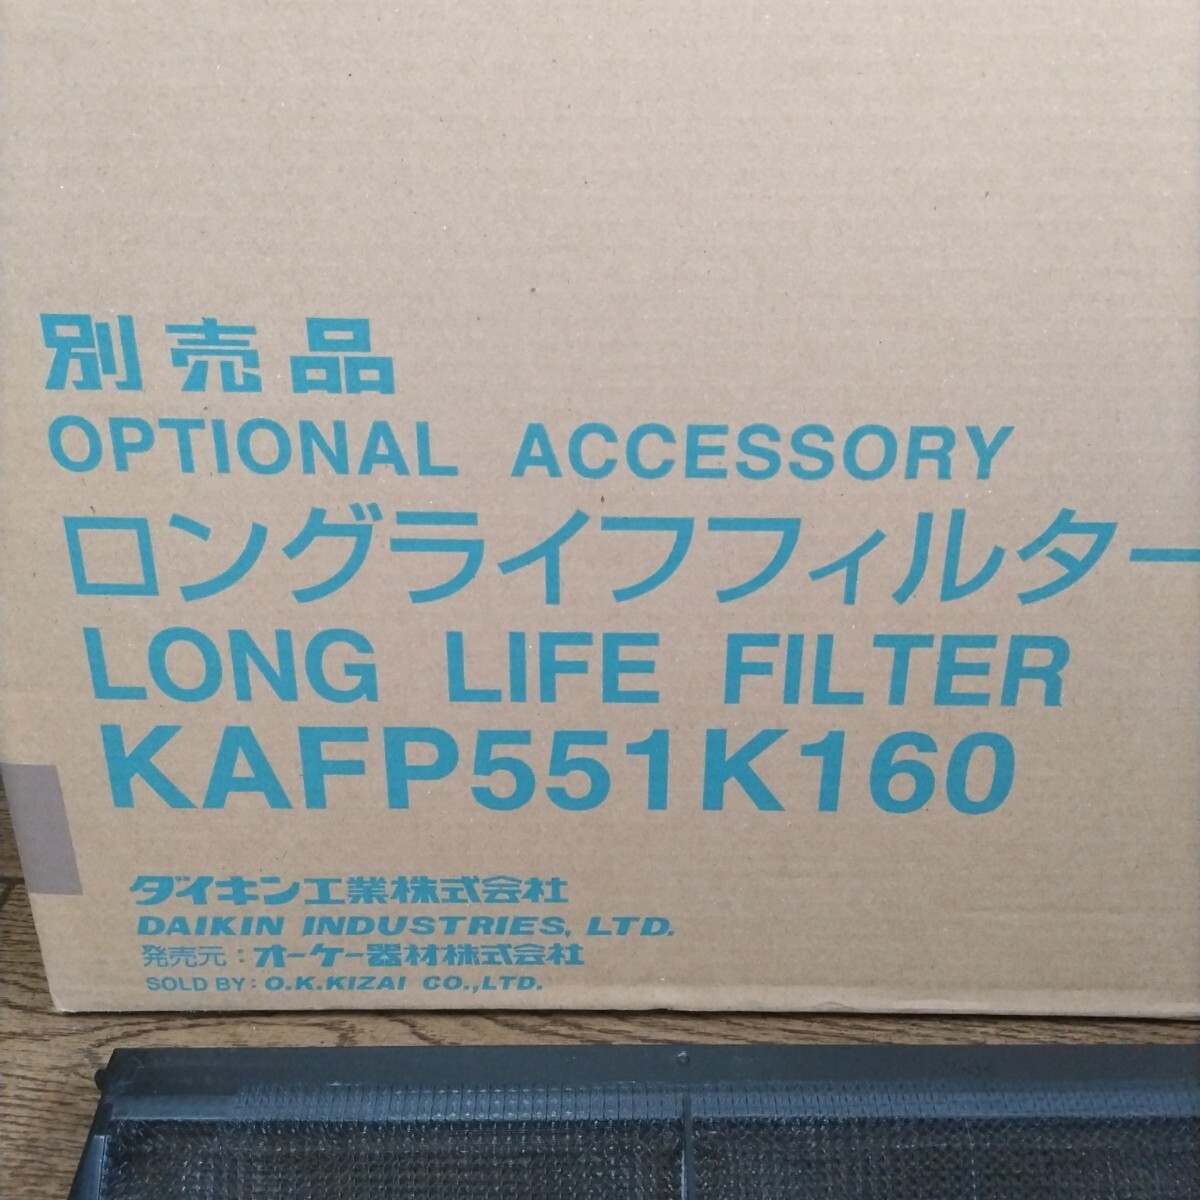 別売品
OPTIONAL ACCESSORY
ロングライフフィルター
LONG LIFE FILTER
KAFP551K160
ダイキン工業株式会社
DAIKIN INDUSTRIES, LTD.
発売元：オーケー器材株式会社
SOLD BY: O.K.KIZAI CO.,LTD.